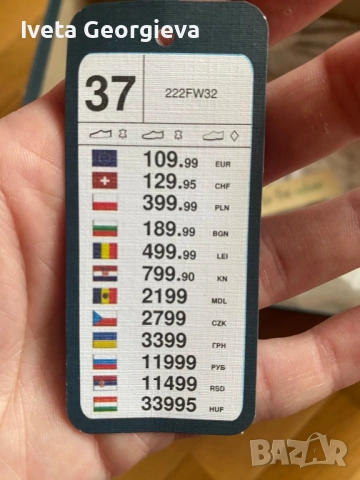 Iveta Georgieva
37
222FW32
109.99 EUR
129.95 CHF
399.99 PLN
189.99 BGN
499.99 LEI
799.90 KN
2199 MDL
2799 CZK
3399 ГРН
11999 РУБ
11499 RSD
33995 HUF
BAZAR
bg